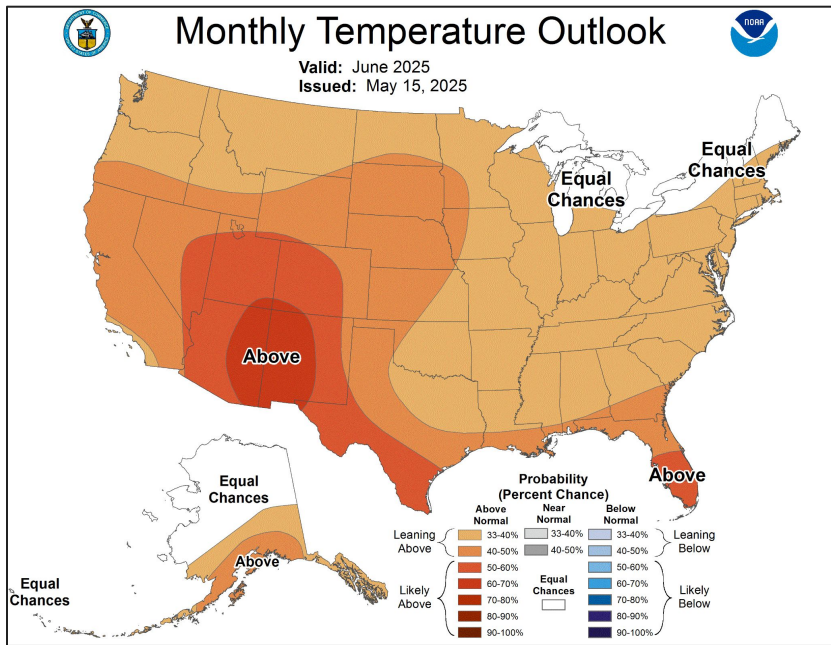 NOAA
Monthly Temperature Outlook
Valid: June 2025
Issued: May 15, 2025
Equal
Chances
Equal
Chances
Above
Above
Equal
Chances
Above
Equal
Chances
Probability
(Percent Chance)
Above
Normal
Near
Normal
Below
Normal
Leaning
Above
33-40%
40-50%
33-40%
40-50%
33-40%
40-50%
Leaning
Below
Likely
Above
50-60%
60-70%
70-80%
80-90%
90-100%
Equal
Chances
50-60%
60-70%
70-80%
80-90%
90-100%
Likely
Below